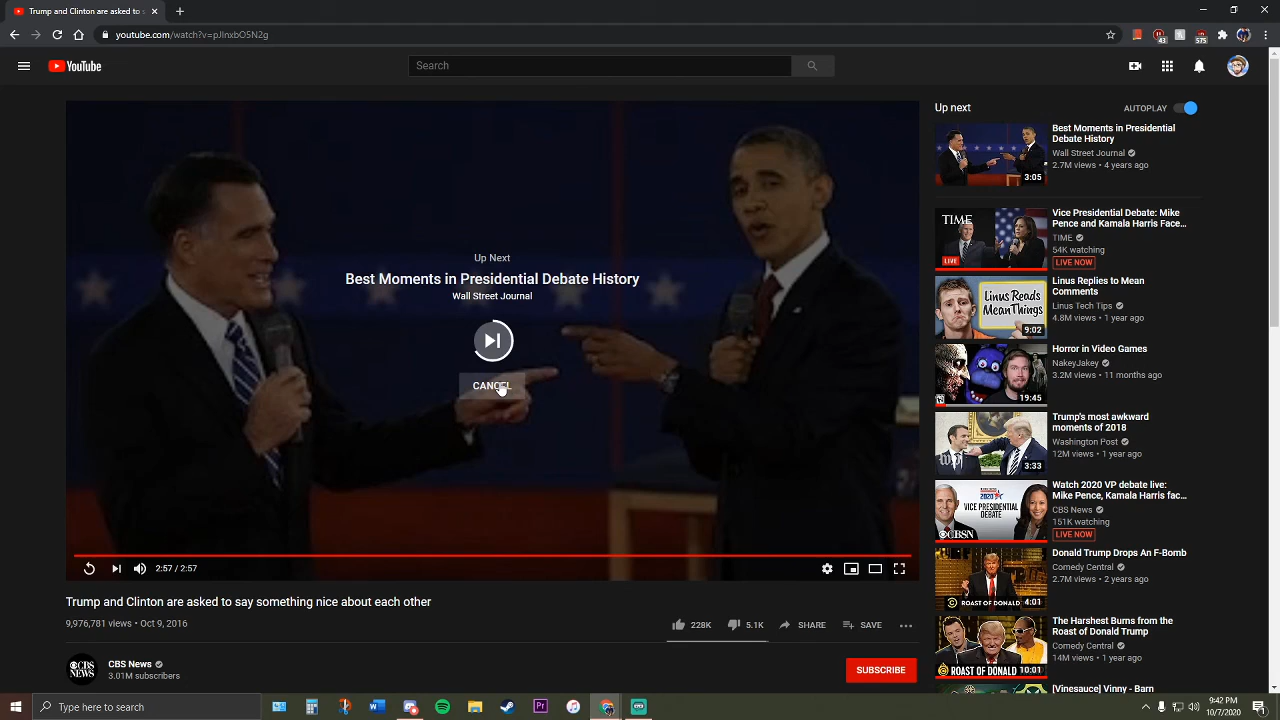 Trump and Clinton are asked to s
youtube.com/watch?v=pJlnxbO5N2g
43
575
YouTube
Search
Up Next
Best Moments in Presidential Debate History
Wall Street Journal
CANCEL
2:57 / 2:57
Trump and Clinton are asked to say something nice about each other
9,976,781 views • Oct 9, 2016
228K
5.1K
SHARE
SAVE
CBS NEWS
CBS News
3.01M subscribers
SUBSCRIBE
Up next
AUTOPLAY
3:05
Best Moments in Presidential
Debate History
Wall Street Journal
2.7M views • 4 years ago
TIME
LIVE
Vice Presidential Debate: Mike
Pence and Kamala Harris Face...
TIME
54K watching
LIVE NOW
Linus Reads
MeanThings
9:02
Linus Replies to Mean
Comments
Linus Tech Tips
4.8M views • 1 year ago
19:45
Horror in Video Games
NakeyJakey
3.2M views • 11 months ago
3:33
Trump's most awkward
moments of 2018
Washington Post
12M views • 1 year ago
2020
VICE PRESIDENTIAL
DEBATE
CBSN
Watch 2020 VP debate live:
Mike Pence, Kamala Harris fac...
CBS News
151K watching
LIVE NOW
ROAST OF DONALD
4:01
Donald Trump Drops An F-Bomb
Comedy Central
2.7M views • 2 years ago
ROAST OF DONALD
10:01
The Harshest Burns from the
Roast of Donald Trump
Comedy Central
14M views • 1 year ago
[Vinesauce] Vinny - Barn
Type here to search
9:42 PM
10/7/2020